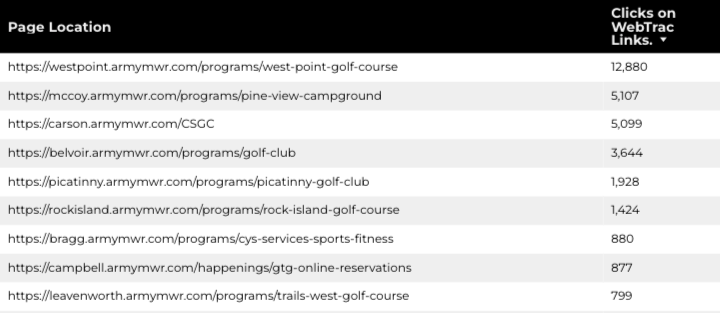 Page Location
Clicks on
WebTrac
Links. ▼
https://westpoint.armymwr.com/programs/west-point-golf-course 12,880
https://mccoy.armymwr.com/programs/pine-view-campground 5,107
https://carson.armymwr.com/CSGC 5,099
https://belvoir.armymwr.com/programs/golf-club 3,644
https://picatinny.armymwr.com/programs/picatinny-golf-club 1,928
https://rockisland.armymwr.com/programs/rock-island-golf-course 1,424
https://bragg.armymwr.com/programs/cys-services-sports-fitness 880
https://campbell.armymwr.com/happenings/gtg-online-reservations 877
https://leavenworth.armymwr.com/programs/trails-west-golf-course 799